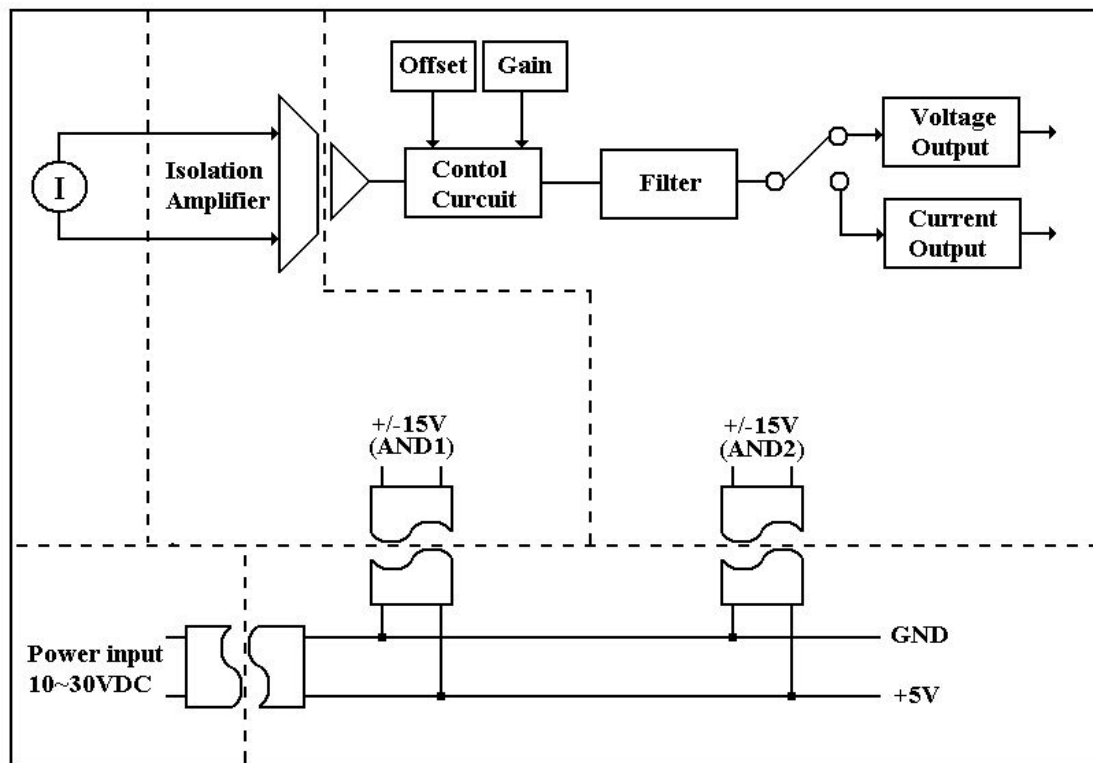 Offset
Gain
I
Isolation
Amplifier
Contol
Curcuit
Filter
Voltage
Output
Current
Output
+/-15V
(AND1)
+/-15V
(AND2)
Power input
10~30VDC
GND
+5V